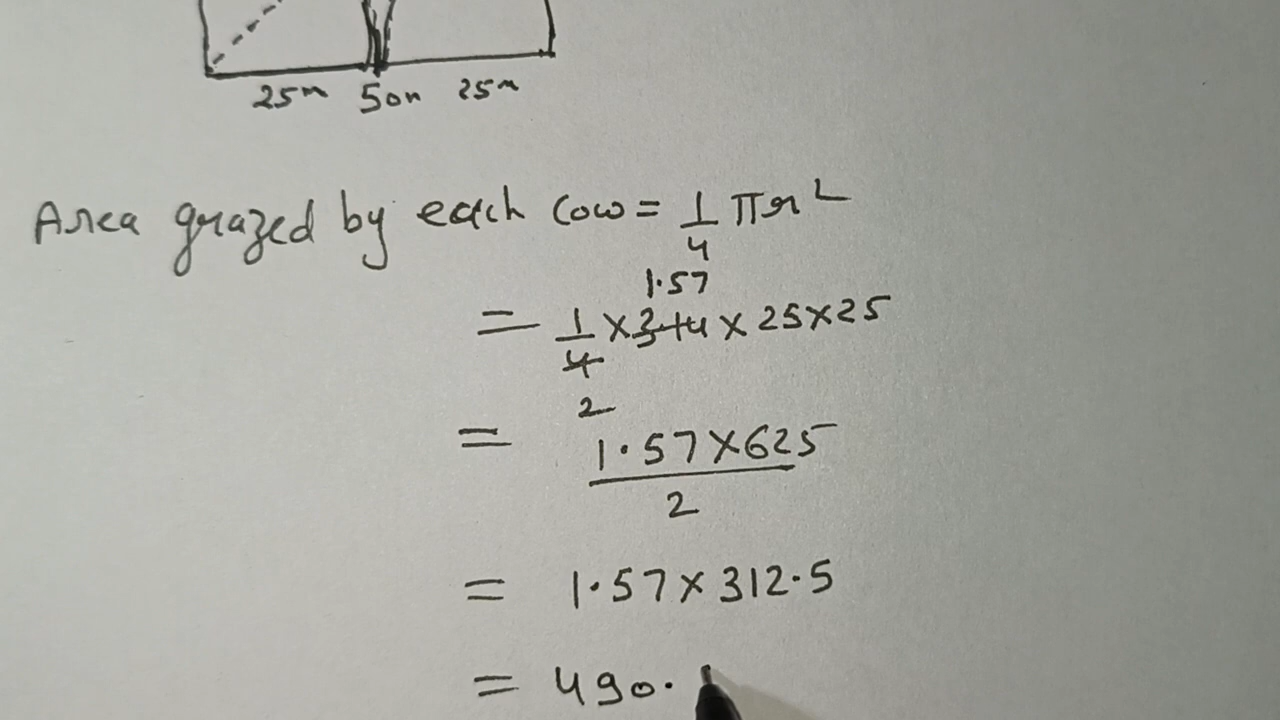 25m 50m 25m
Area grazed by each Cow = 1/4 πr²
1.57
= 1/4 × 3.14 × 25×25
2
= 1.57×625/2
= 1.57 × 312.5
= 490.